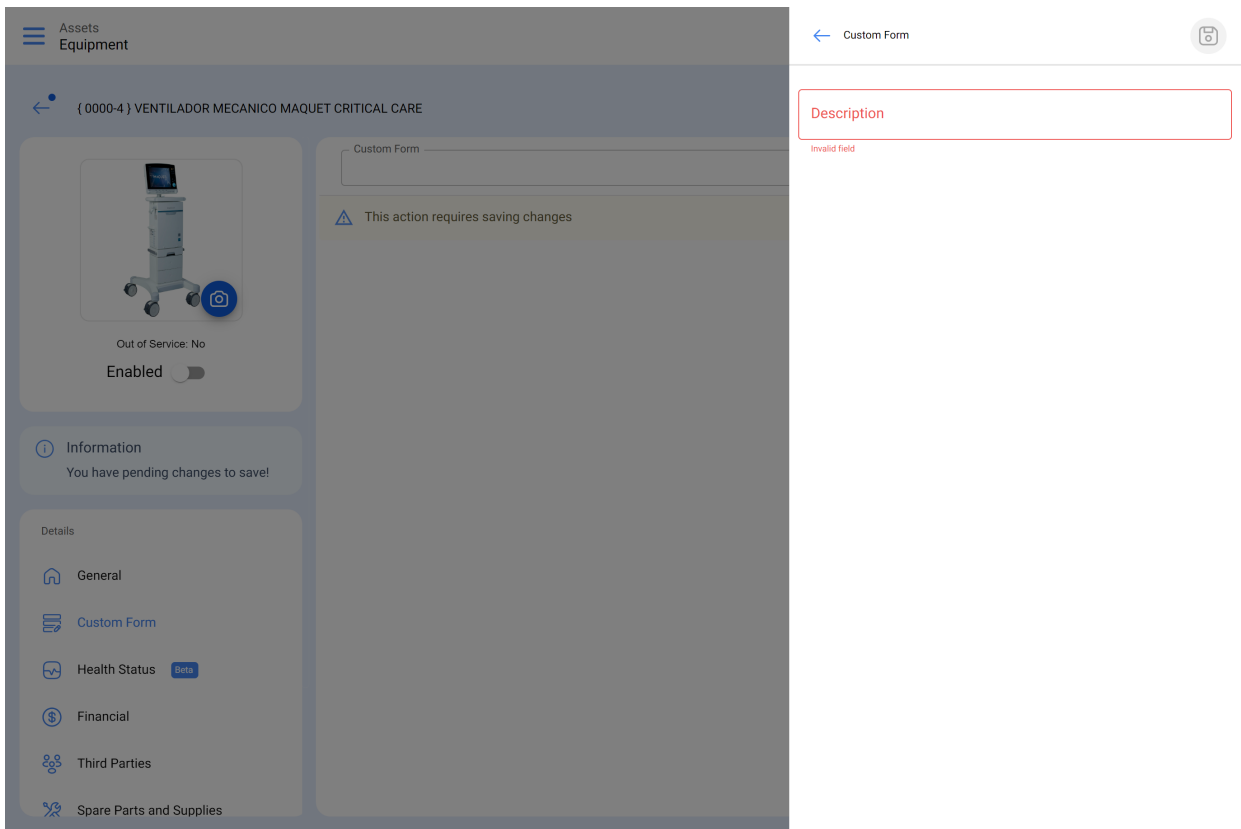 Assets
Equipment
{ 0000-4 } VENTILADOR MECANICO MAQUET CRITICAL CARE
Out of Service: No
Enabled
Information
You have pending changes to save!
Details
General
Custom Form
Health Status Beta
Financial
Third Parties
Spare Parts and Supplies
Custom Form
This action requires saving changes
Custom Form
Description
Invalid field